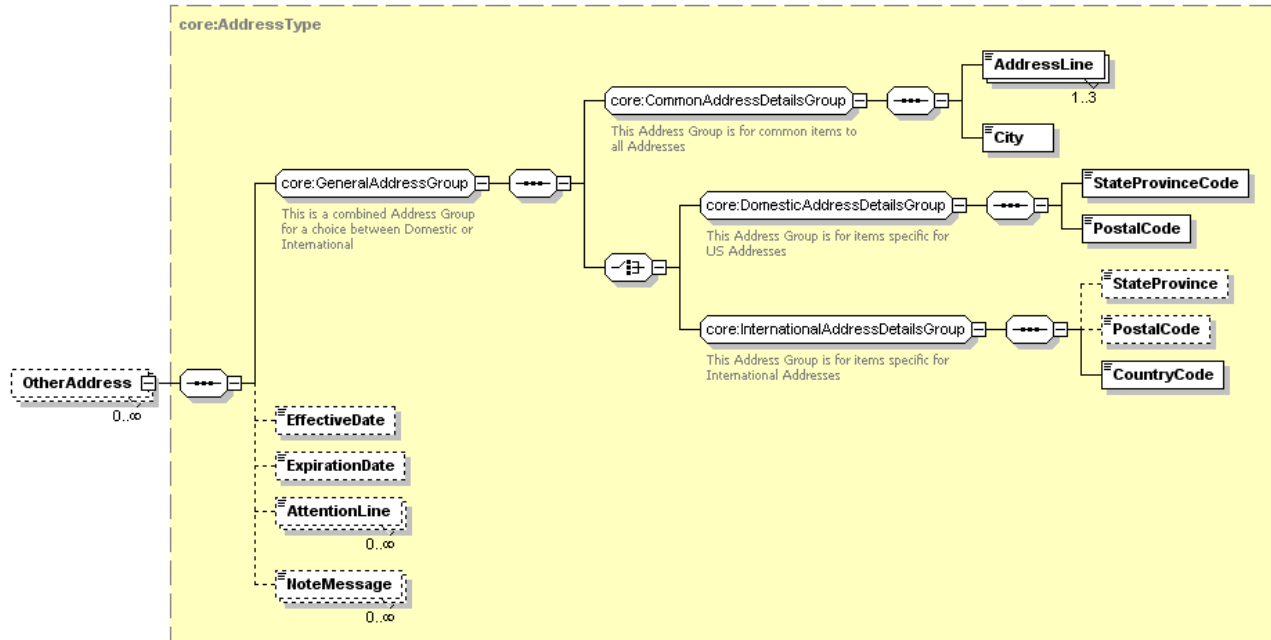 core:AddressType
AddressLine
1..3
core:CommonAddressDetailsGroup
This Address Group is for common items to
all Addresses
City
core:GeneralAddressGroup
This is a combined Address Group
for a choice between Domestic or
International
StateProvinceCode
core:DomesticAddressDetailsGroup
This Address Group is for items specific for
US Addresses
PostalCode
StateProvince
core:InternationalAddressDetailsGroup
This Address Group is for items specific for
International Addresses
PostalCode
CountryCode
OtherAddress
0..∞
EffectiveDate
ExpirationDate
AttentionLine
0..∞
NoteMessage
0..∞